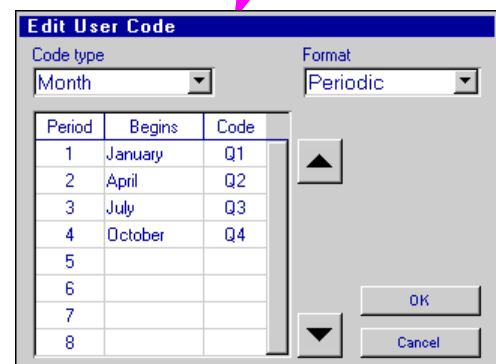 Edit User Code
Code type Format
Month Periodic
Period Begins Code
1 January Q1
2 April Q2
3 July Q3
4 October Q4
5
6
7
8
OK
Cancel